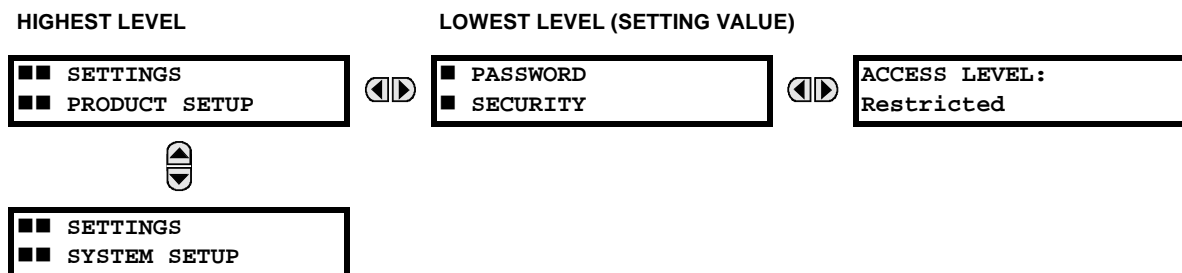 HIGHEST LEVEL
LOWEST LEVEL (SETTING VALUE)
■■ SETTINGS
■■ PRODUCT SETUP
■ PASSWORD
■ SECURITY
ACCESS LEVEL:
Restricted
■■ SETTINGS
■■ SYSTEM SETUP